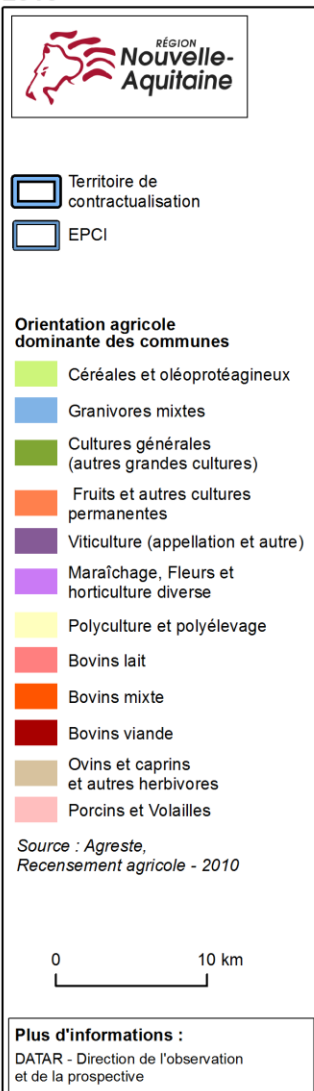 RÉGION
Nouvelle-
Aquitaine
Territoire de
contractualisation
EPCI
Orientation agricole
dominante des communes
Céréales et oléoprotéagineux
Granivores mixtes
Cultures générales
(autres grandes cultures)
Fruits et autres cultures
permanentes
Viticulture (appellation et autre)
Maraîchage, Fleurs et
horticulture diverse
Polyculture et polyélevage
Bovins lait
Bovins mixte
Bovins viande
Ovins et caprins
et autres herbivores
Porcins et Volailles
Source : Agreste,
Recensement agricole - 2010
0 10 km
Plus d'informations :
DATAR - Direction de l'observation
et de la prospective